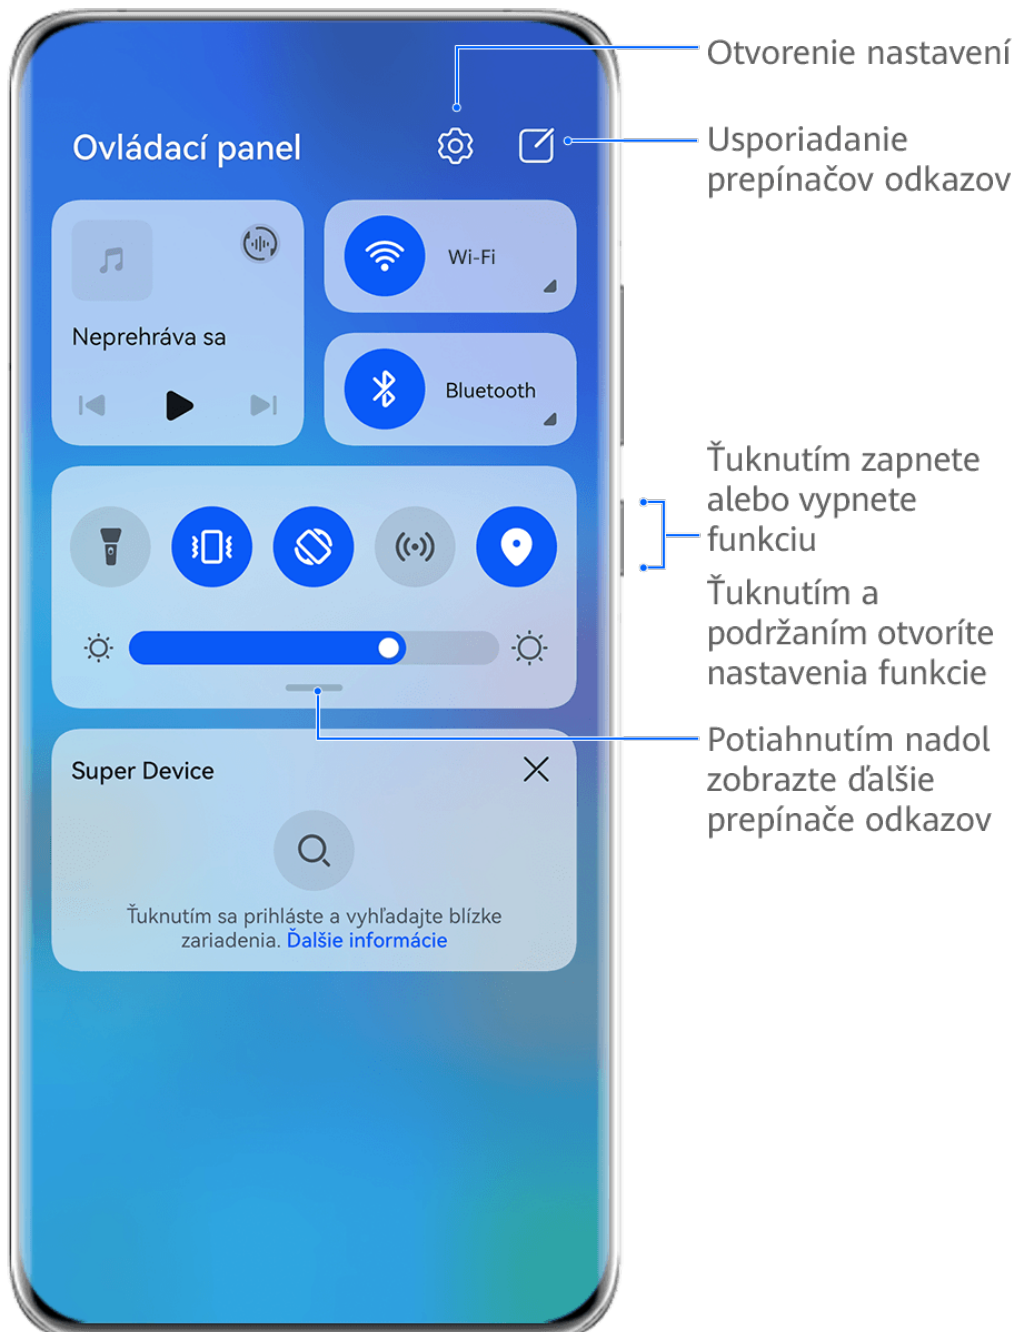 Otvorenie nastavení
Ovládací panel
Usporiadanie
prepínačov odkazov
Wi-Fi
Neprehráva sa
Bluetooth
Ťuknutím zapnete
alebo vypnete
funkciu
Ťuknutím a
podržaním otvoríte
nastavenia funkcie
Potiahnutím nadol
zobrazte ďalšie
prepínače odkazov
Super Device
Ťuknutím sa prihláste a vyhľadajte blízke
zariadenia. Ďalšie informácie